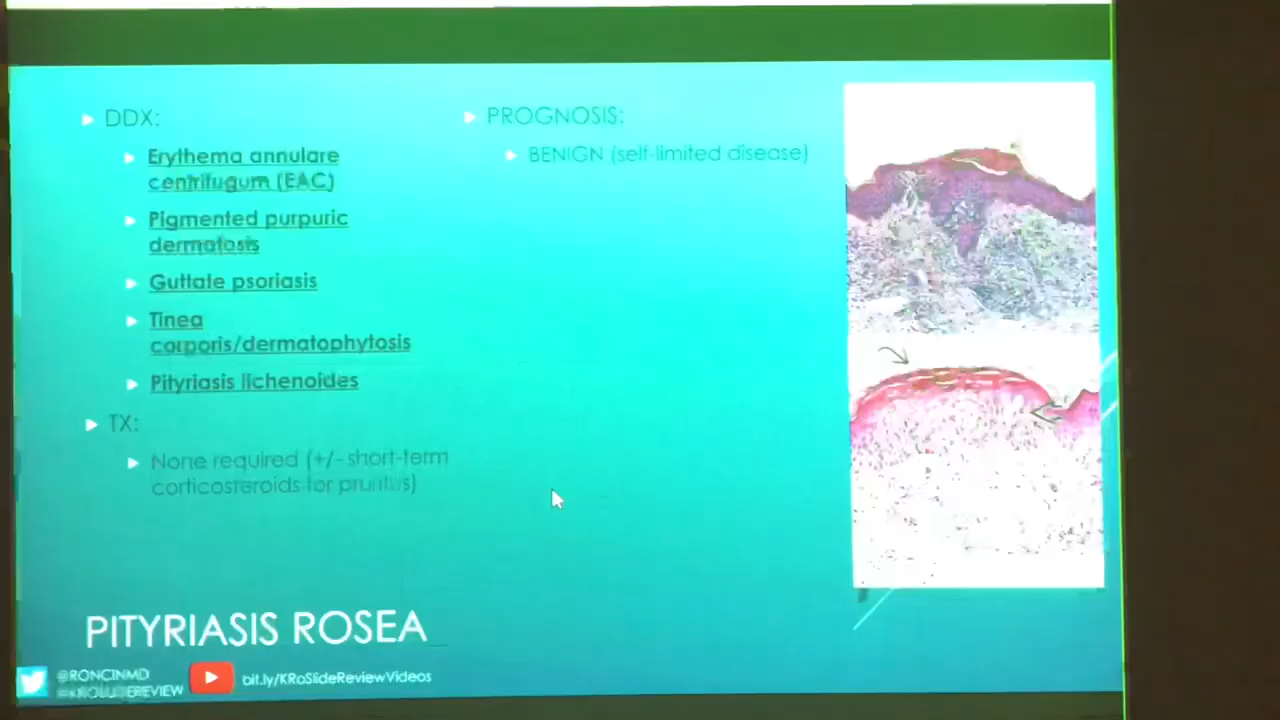 DDX:
Erythema annulare
centrifugum (EAC)
Pigmented purpuric
dermatosis
Guttate psoriasis
Tinea
corporis/dermatophytosis
Pityriasis lichenoides
TX:
None required (+/- short-term
corticosteroids for pruritus)
PROGNOSIS:
BENIGN (self-limited disease)
PITYRIASIS ROSEA
@RONCINMD
bit.ly/KRoSlideReviewVideos